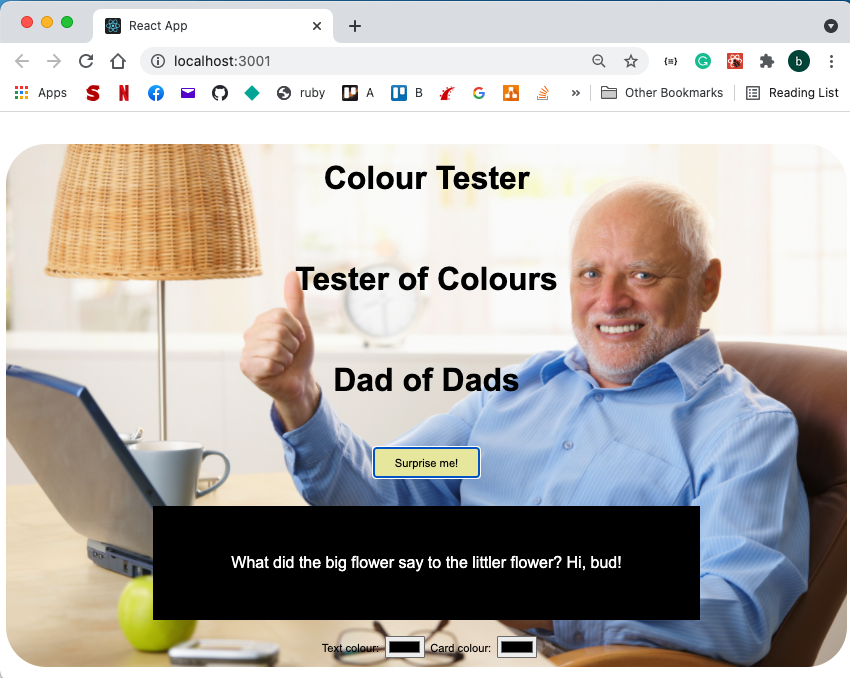 React App
localhost:3001
b
Apps
S
N
ruby
A
B
G
»
Other Bookmarks
Reading List
Colour Tester
Tester of Colours
Dad of Dads
Surprise me!
What did the big flower say to the littler flower? Hi, bud!
Text colour:
Card colour: